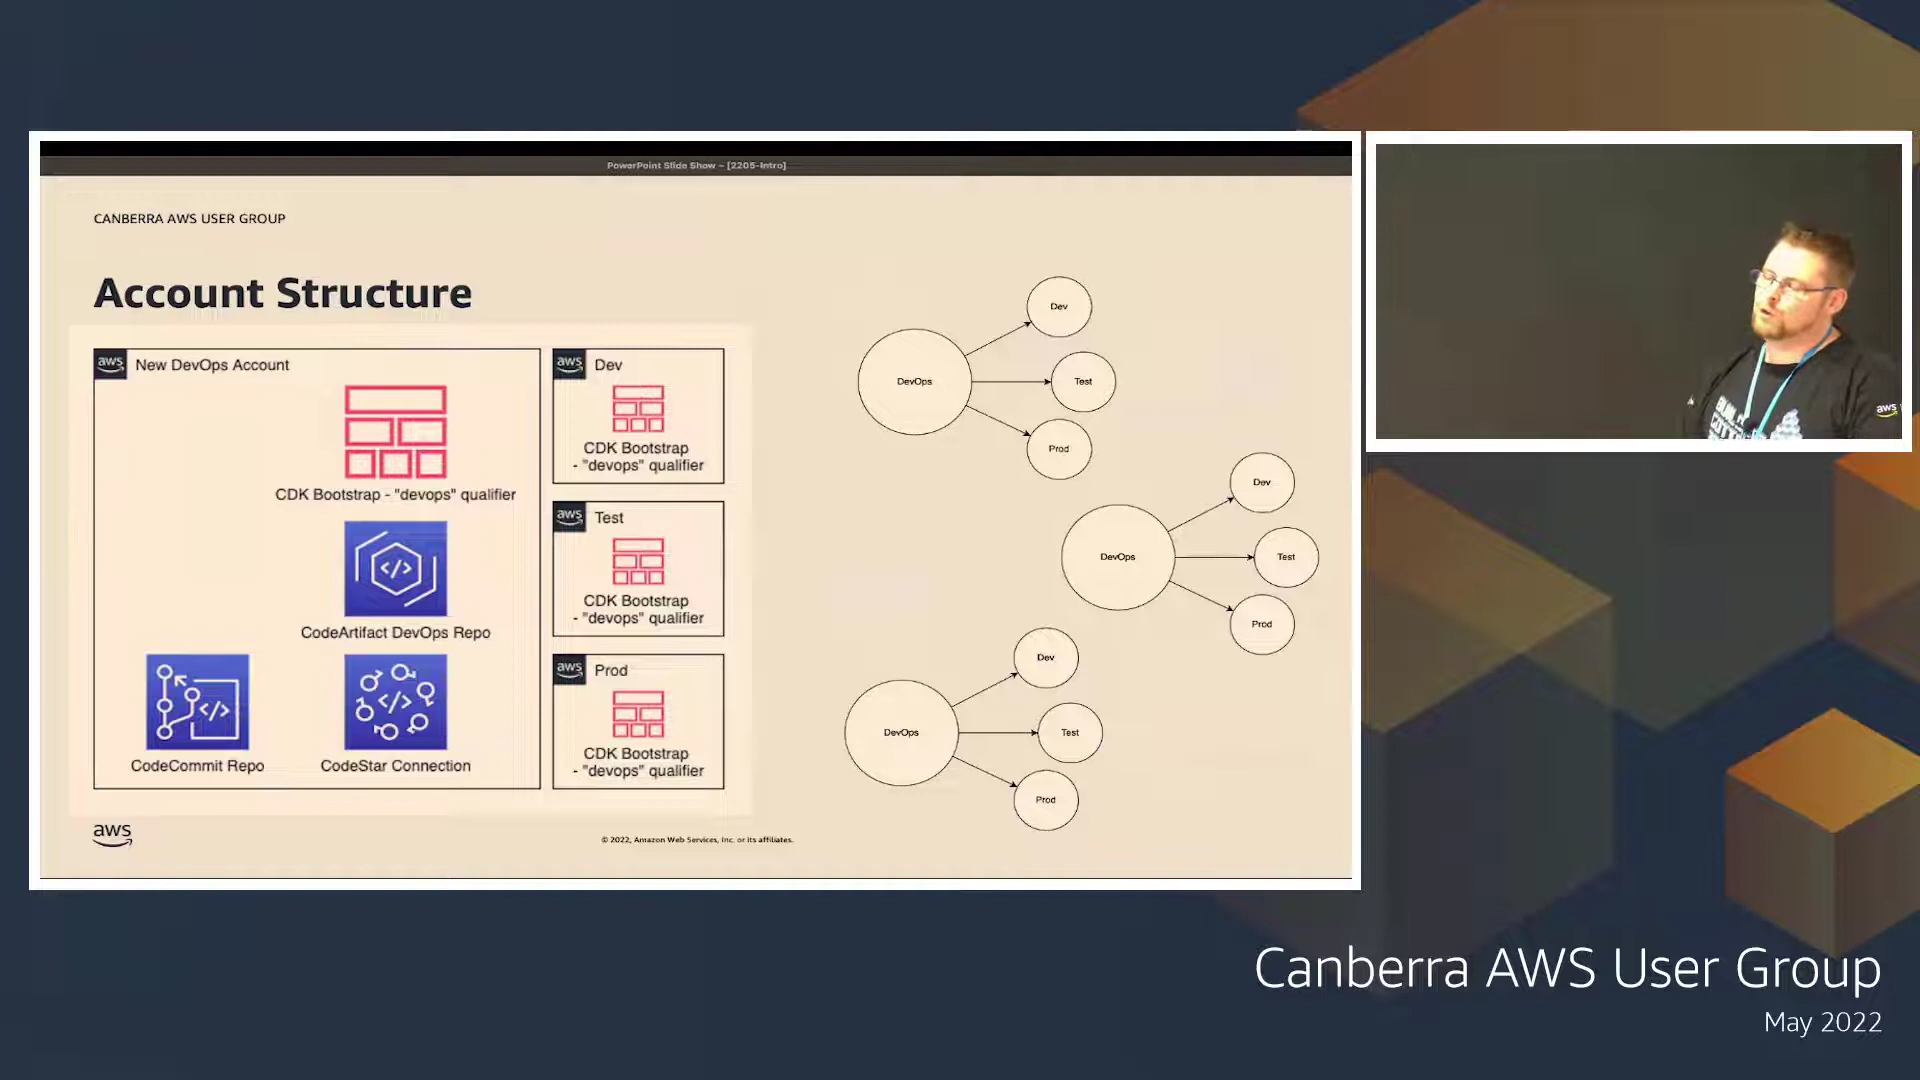 PowerPoint Slide Show – [2205-Intro]
CANBERRA AWS USER GROUP
Account Structure
aws
New DevOps Account
CDK Bootstrap - "devops" qualifier
CodeArtifact DevOps Repo
CodeCommit Repo
CodeStar Connection
aws
Dev
CDK Bootstrap
- "devops" qualifier
aws
Test
CDK Bootstrap
- "devops" qualifier
aws
Prod
CDK Bootstrap
- "devops" qualifier
DevOps
Dev
Test
Prod
DevOps
Dev
Test
Prod
DevOps
Dev
Test
Prod
aws
© 2022, Amazon Web Services, Inc. or its affiliates.
aws
Canberra AWS User Group
May 2022